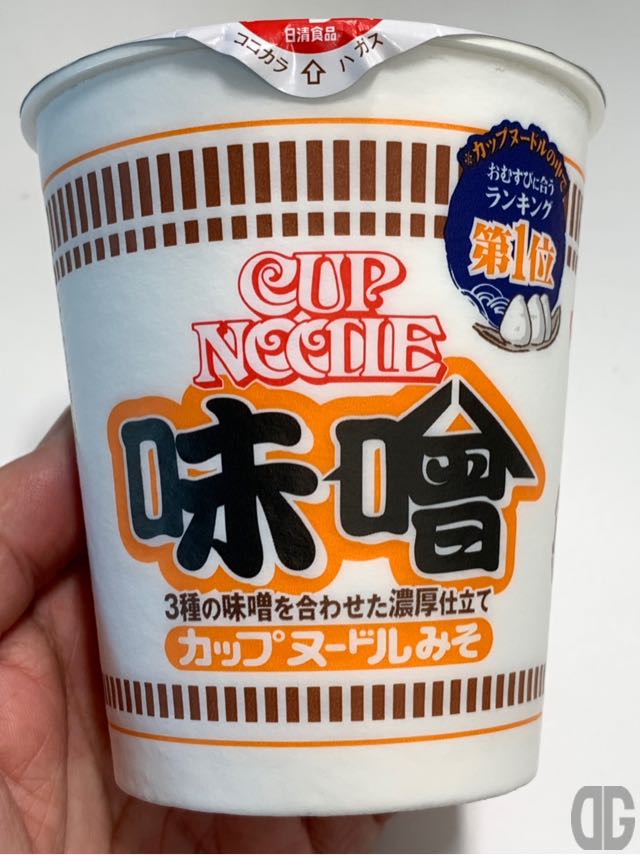 日清食品
ココカラ ハガス
※カップヌードルの中で
おむすびに合う
ランキング
第1位
CUP
NOODLE
味噌
3種の味噌を合わせた濃厚仕立て
カップヌードルみそ
DG